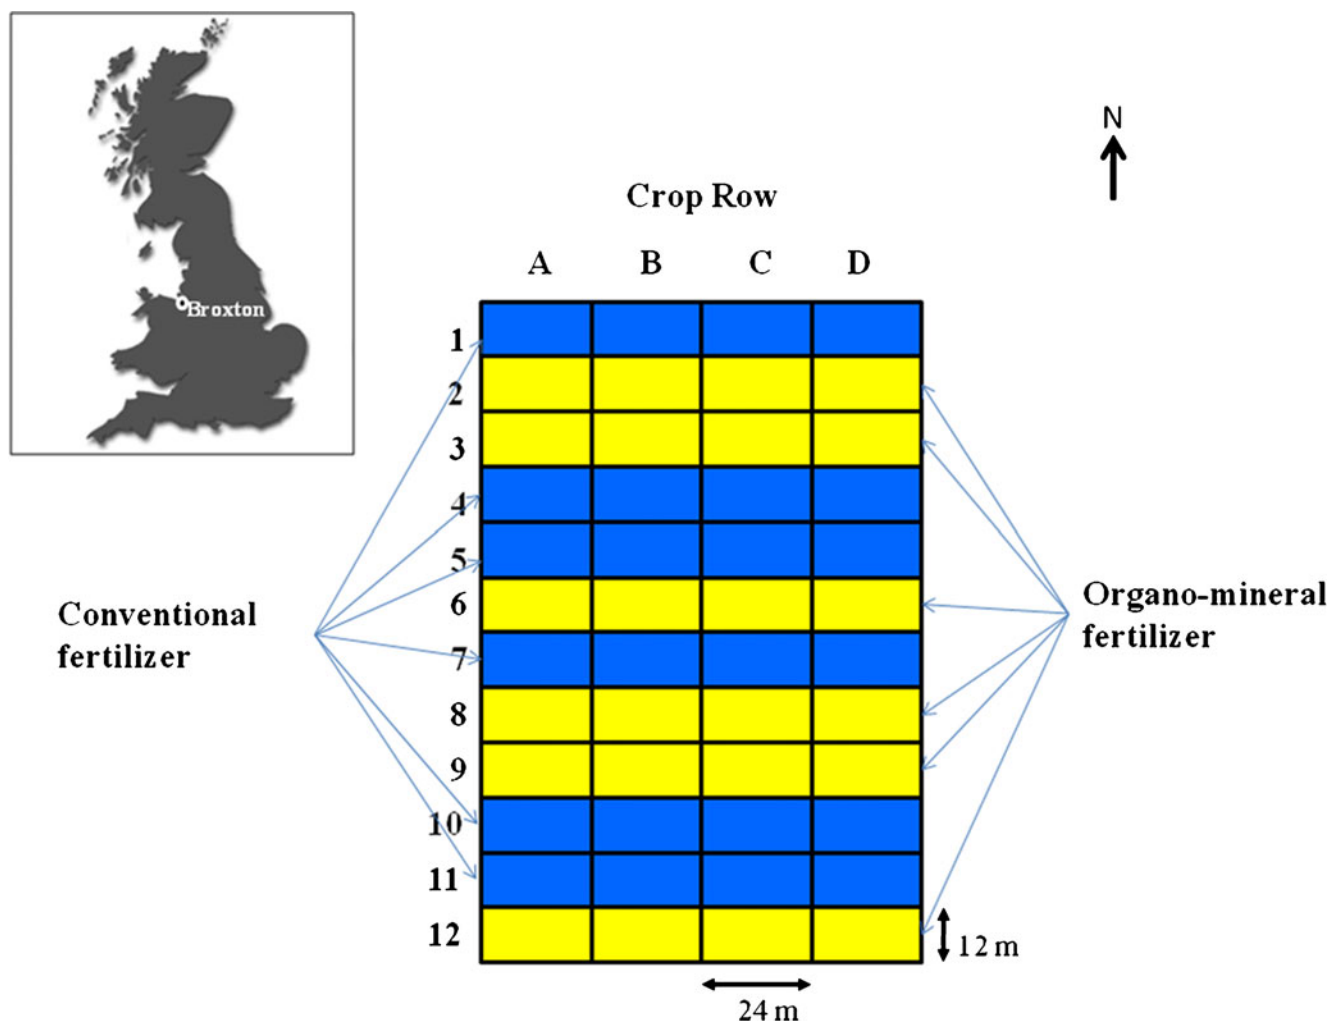 Broxton
N
Crop Row
A B C D
1
2
3
4
5
6
7
8
9
10
11
12
Conventional
fertilizer
Organo-mineral
fertilizer
12 m
24 m